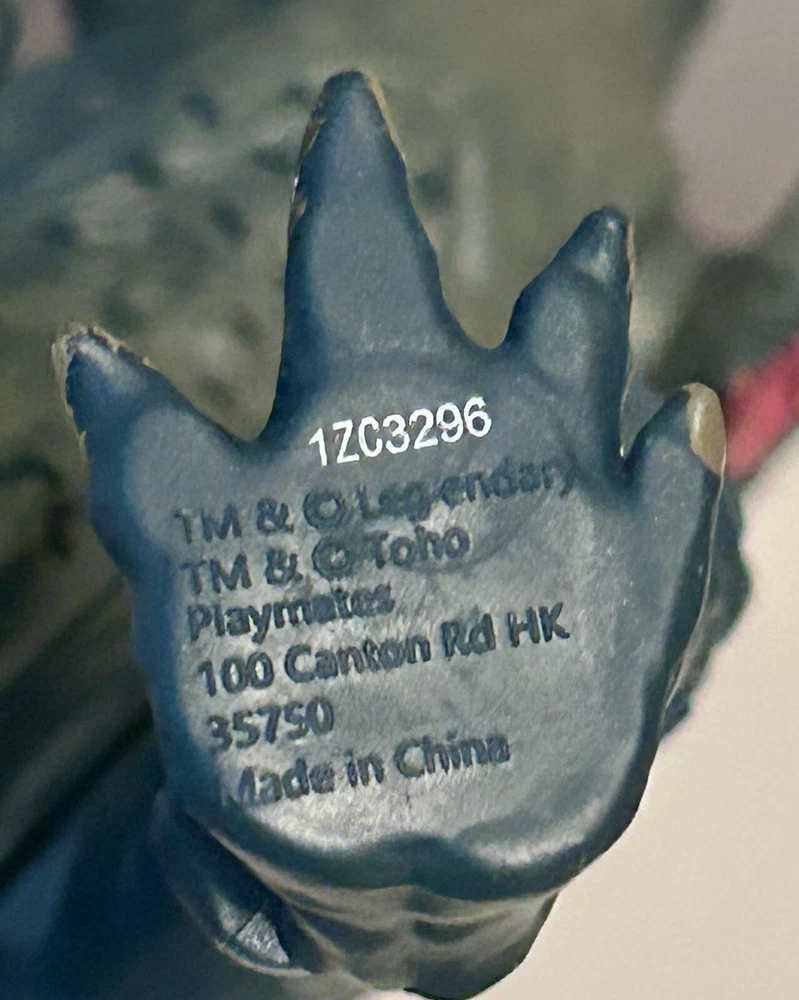 1ZC3296
TM & © Legendary
TM & © Toho
Playmates
100 Canton Rd HK
35750
Made in China